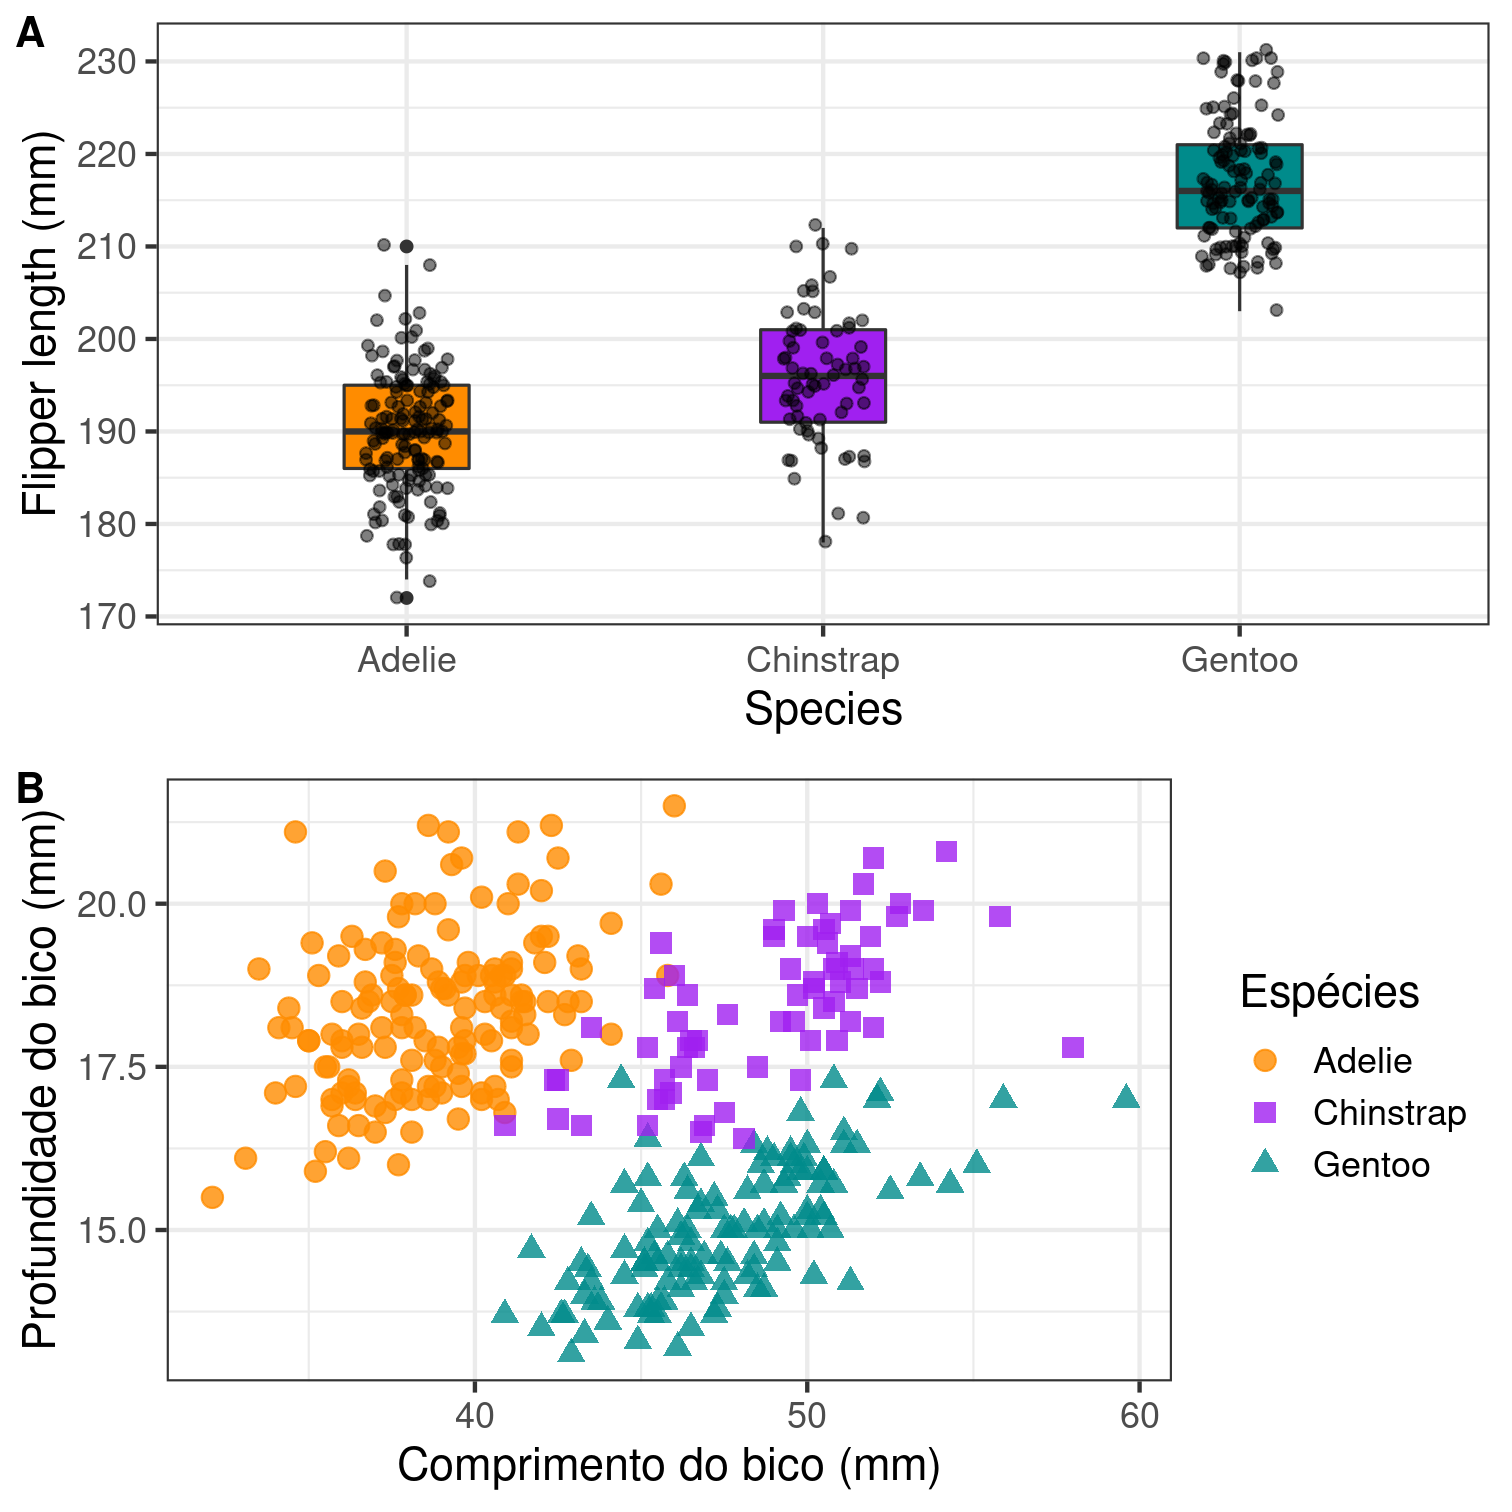 A
230
220
210
200
190
180
170
Flipper length (mm)
Adelie
Chinstrap
Gentoo
Species
B
20.0
17.5
15.0
Profundidade do bico (mm)
40
50
60
Comprimento do bico (mm)
Espécies
Adelie
Chinstrap
Gentoo